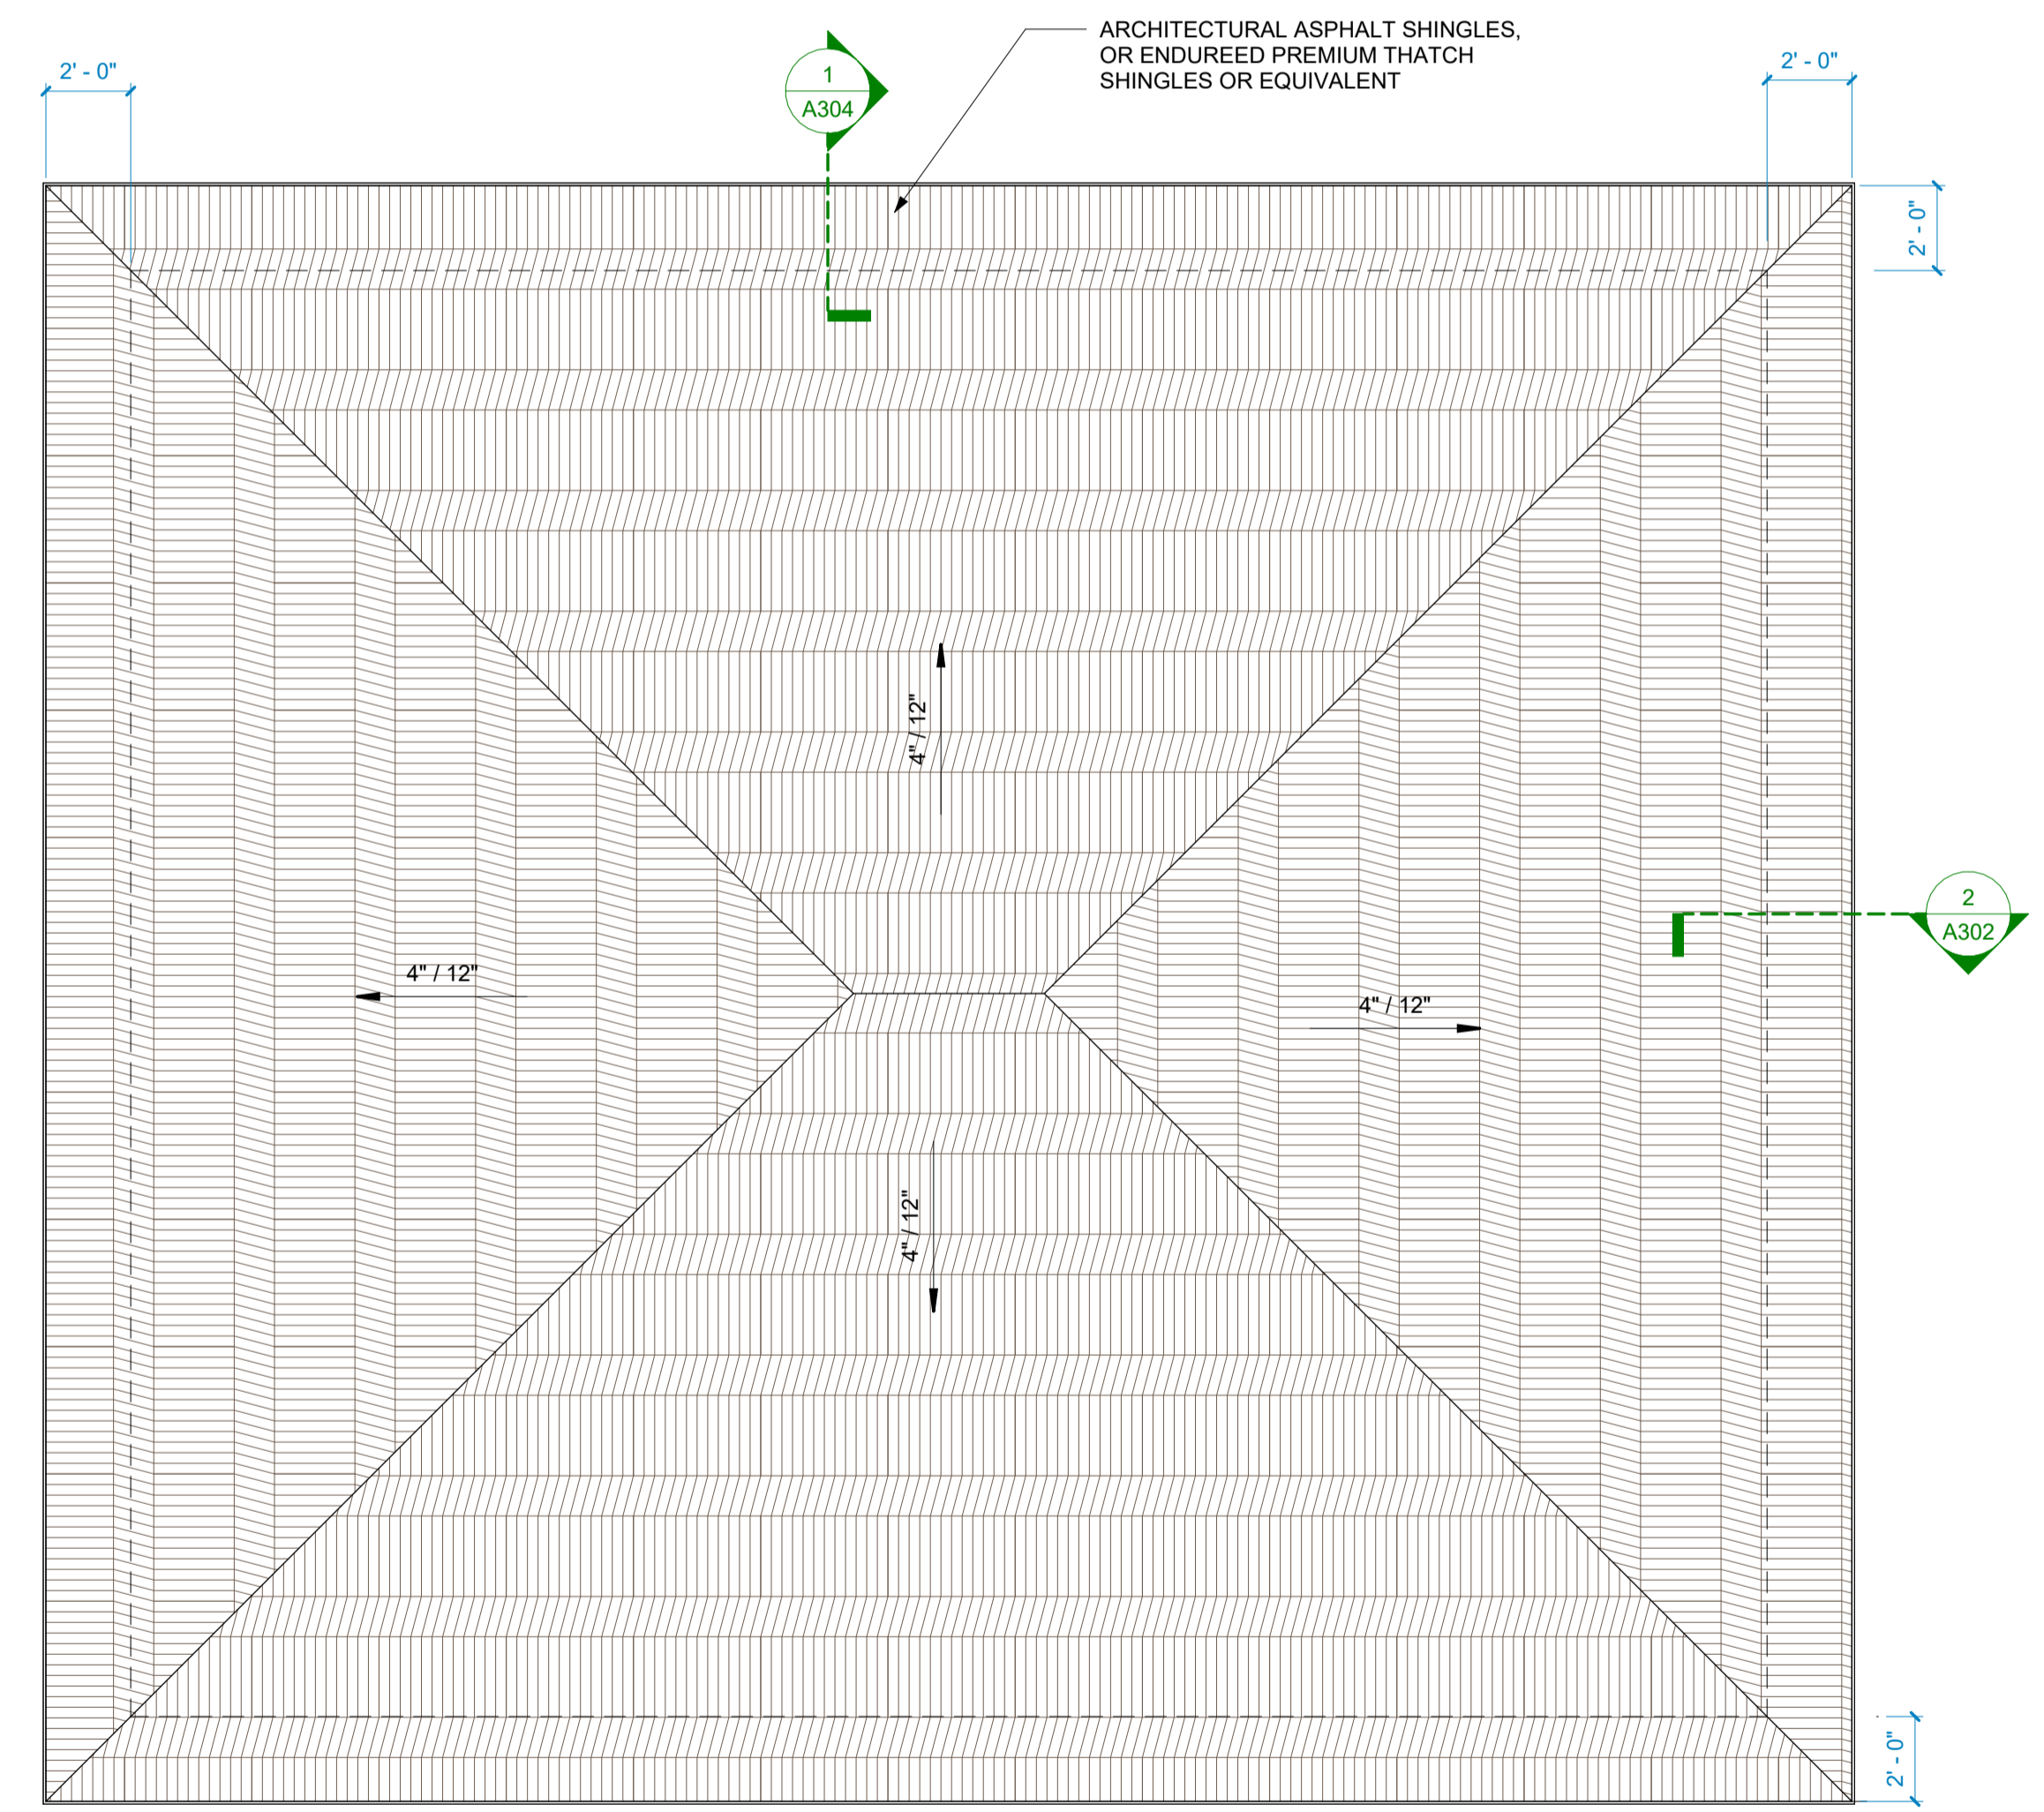 ARCHITECTURAL ASPHALT SHINGLES,
OR ENDUREED PREMIUM THATCH
SHINGLES OR EQUIVALENT
2' - 0"
1
A304
2' - 0"
2' - 0"
4" / 12"
2
A302
4" / 12"
4" / 12"
4" / 12"
2' - 0"